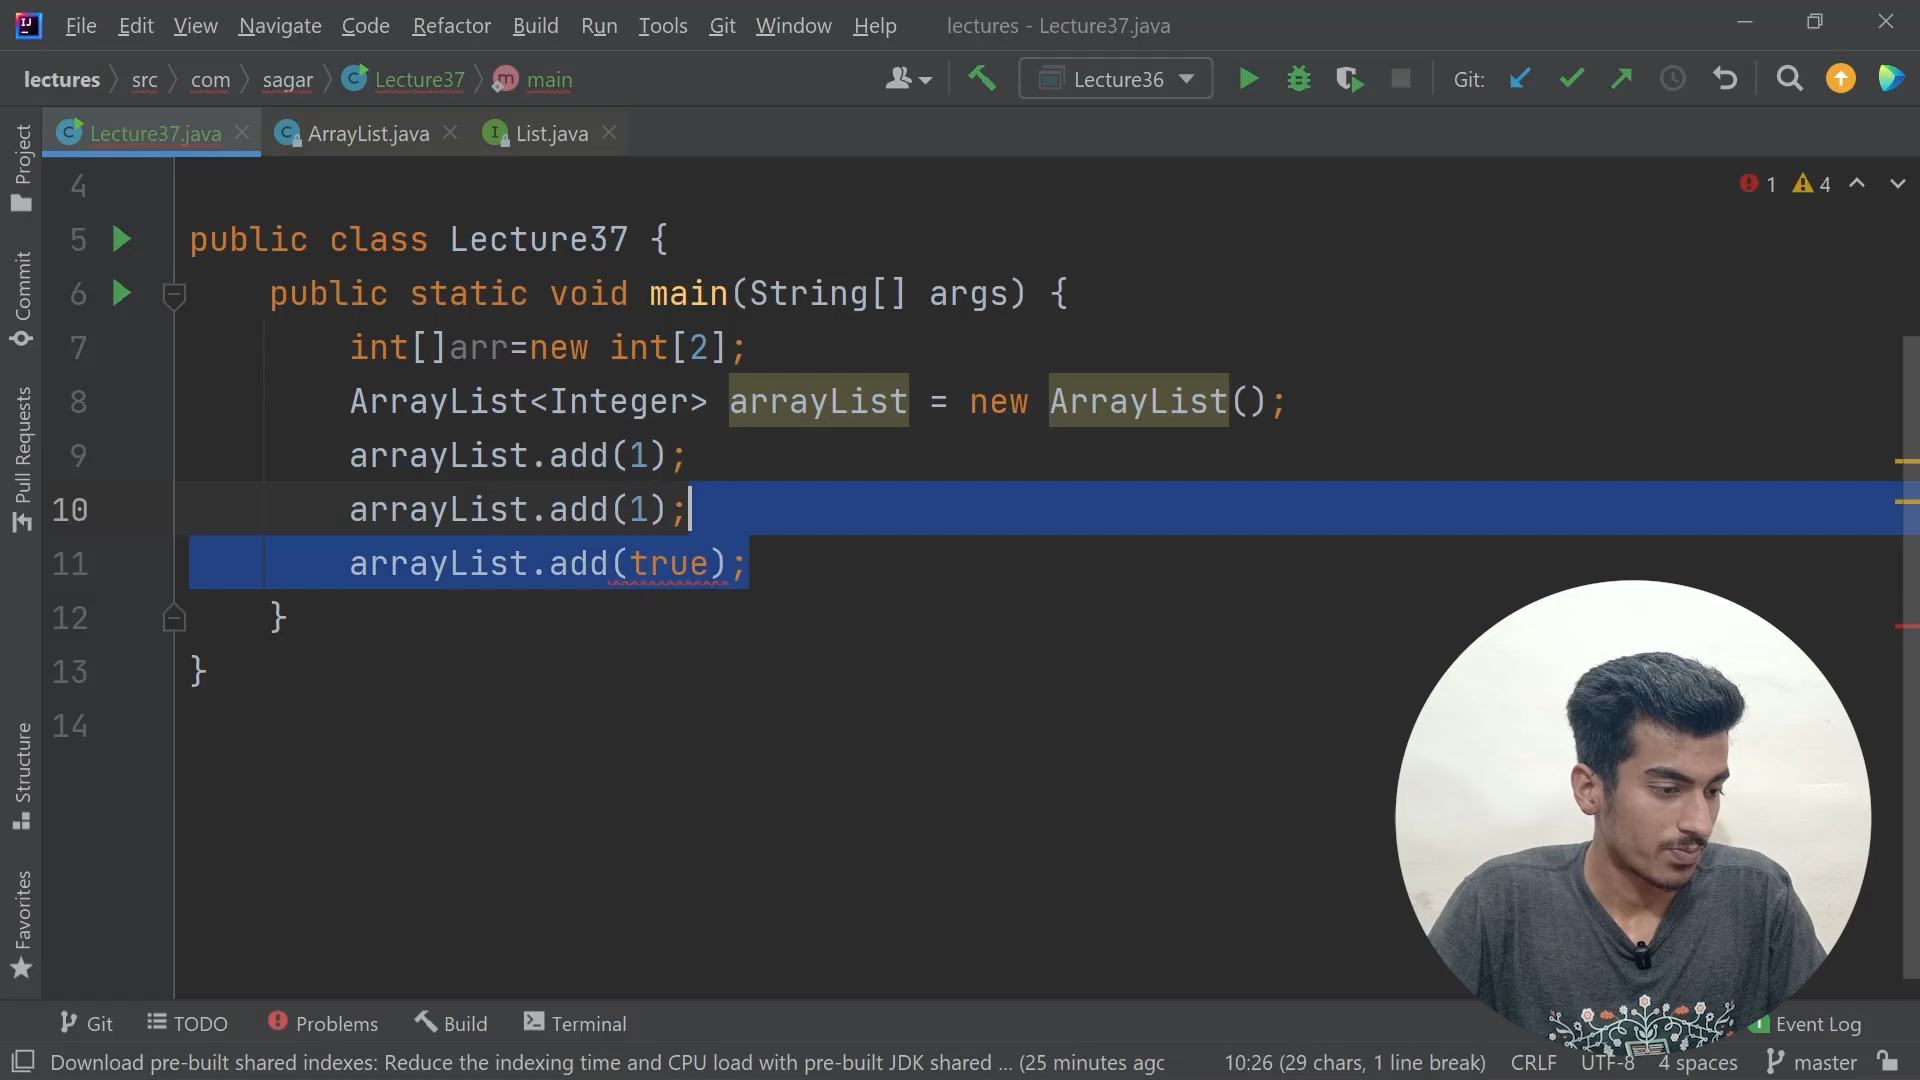 File Edit View Navigate Code Refactor Build Run Tools Git Window Help lectures - Lecture37.java
lectures src com sagar Lecture37 main Lecture36 Git:
Lecture37.java ArrayList.java List.java
Project
Commit
Pull Requests
Structure
Favorites
1 4
4
5 public class Lecture37 {
6 public static void main(String[] args) {
7 int[]arr=new int[2];
8 ArrayList<Integer> arrayList = new ArrayList();
9 arrayList.add(1);
10 arrayList.add(1);
11 arrayList.add(true);
12 }
13 }
14
Git TODO Problems Build Terminal Event Log
Download pre-built shared indexes: Reduce the indexing time and CPU load with pre-built JDK shared ... (25 minutes agc 10:26 (29 chars, 1 line break) CRLF UTF-8 4 spaces master